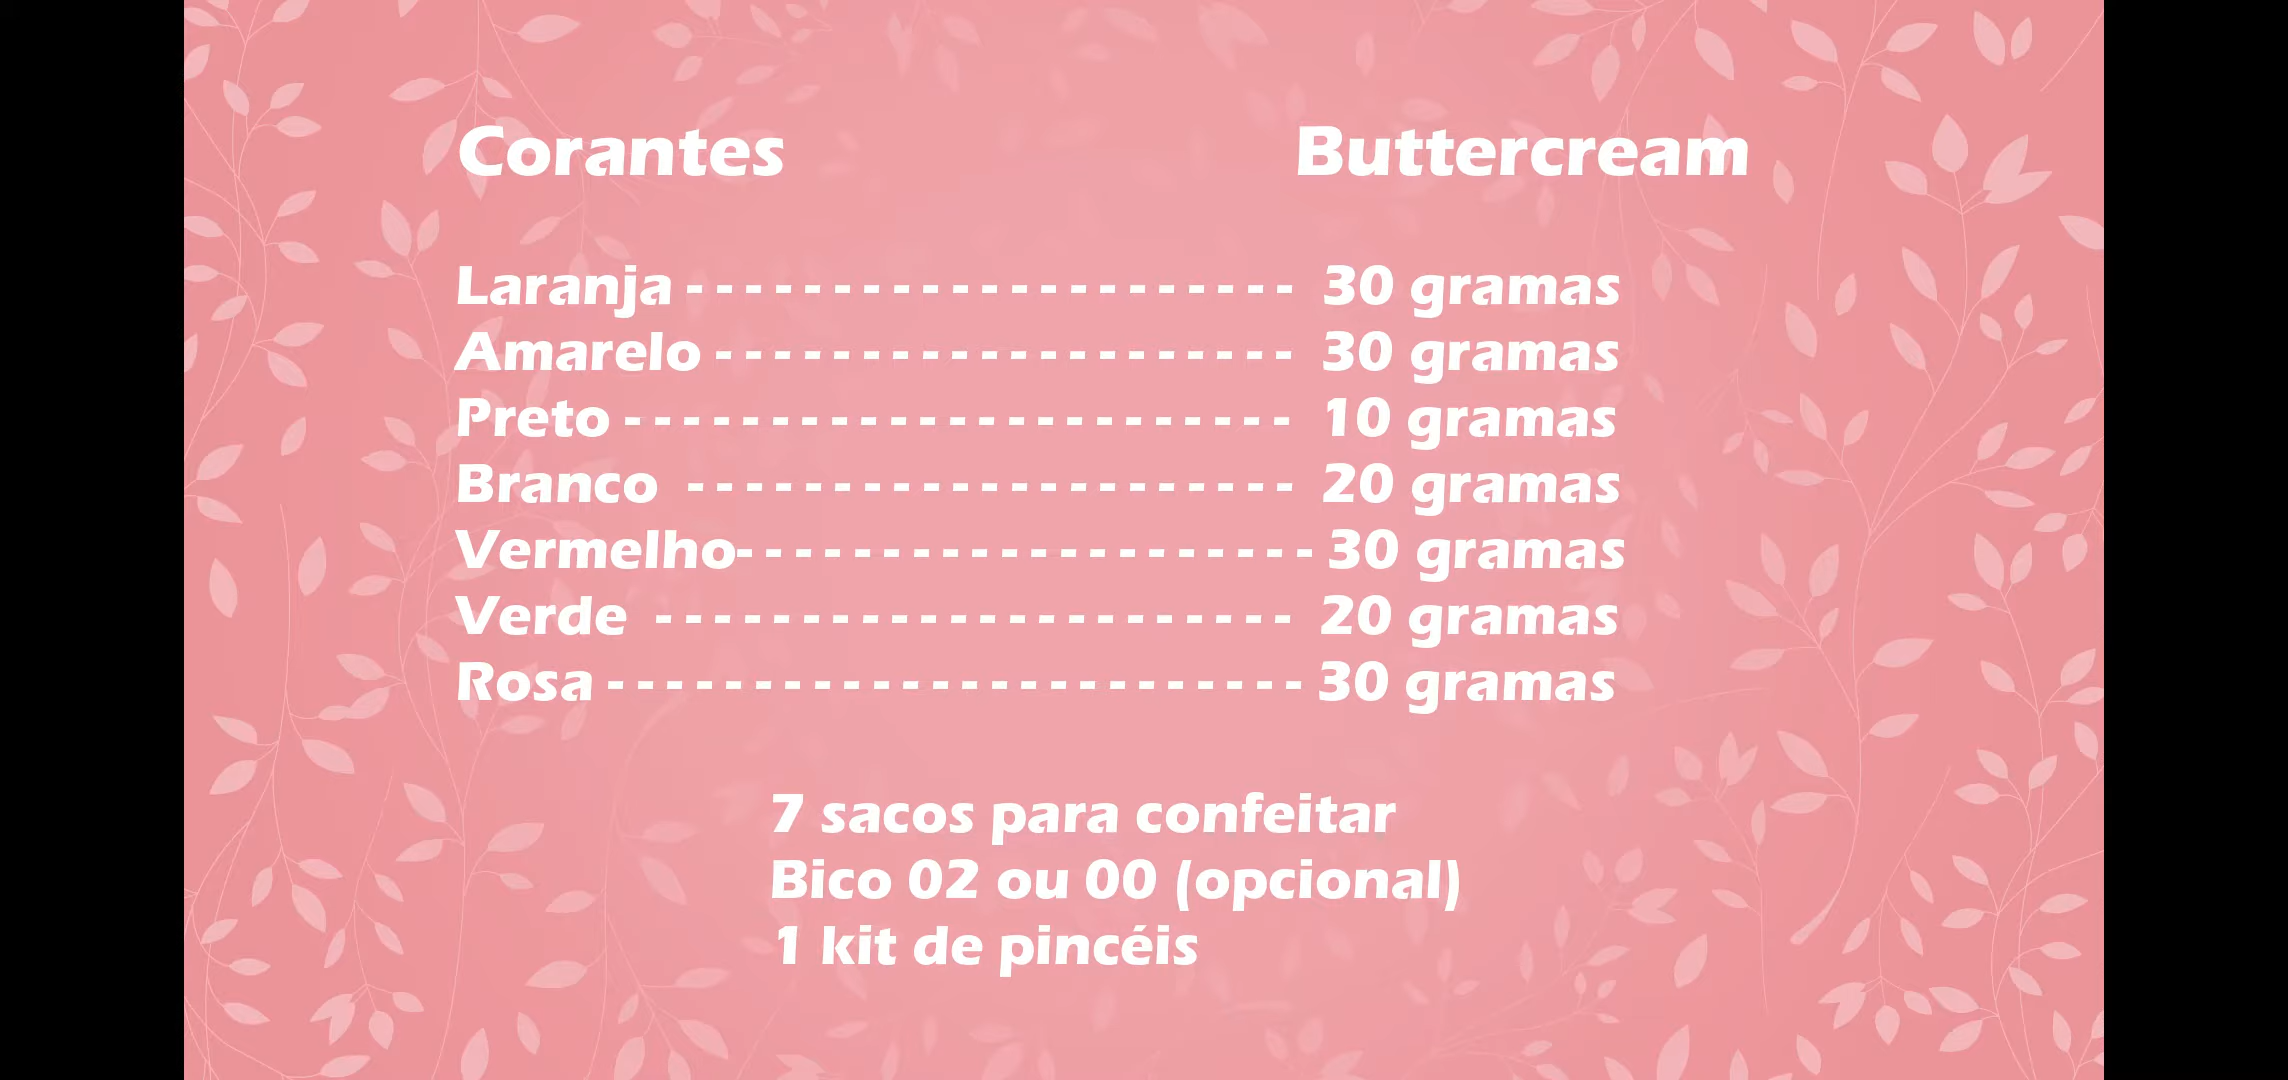 Corantes Buttercream
Laranja - - - - - - - - - - - - - - - - - - - - - 30 gramas
Amarelo - - - - - - - - - - - - - - - - - - - - 30 gramas
Preto - - - - - - - - - - - - - - - - - - - - - - - 10 gramas
Branco - - - - - - - - - - - - - - - - - - - - - 20 gramas
Vermelho- - - - - - - - - - - - - - - - - - - - 30 gramas
Verde - - - - - - - - - - - - - - - - - - - - - - 20 gramas
Rosa - - - - - - - - - - - - - - - - - - - - - - - - 30 gramas
7 sacos para confeitar
Bico 02 ou 00 (opcional)
1 kit de pincéis